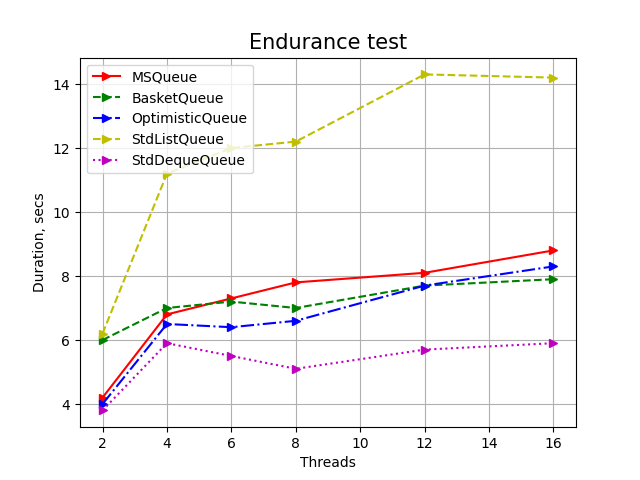 Endurance test
MSQueue
BasketQueue
OptimisticQueue
StdListQueue
StdDequeQueue
14
12
10
8
6
4
Duration, secs
2 4 6 8 10 12 14 16
Threads